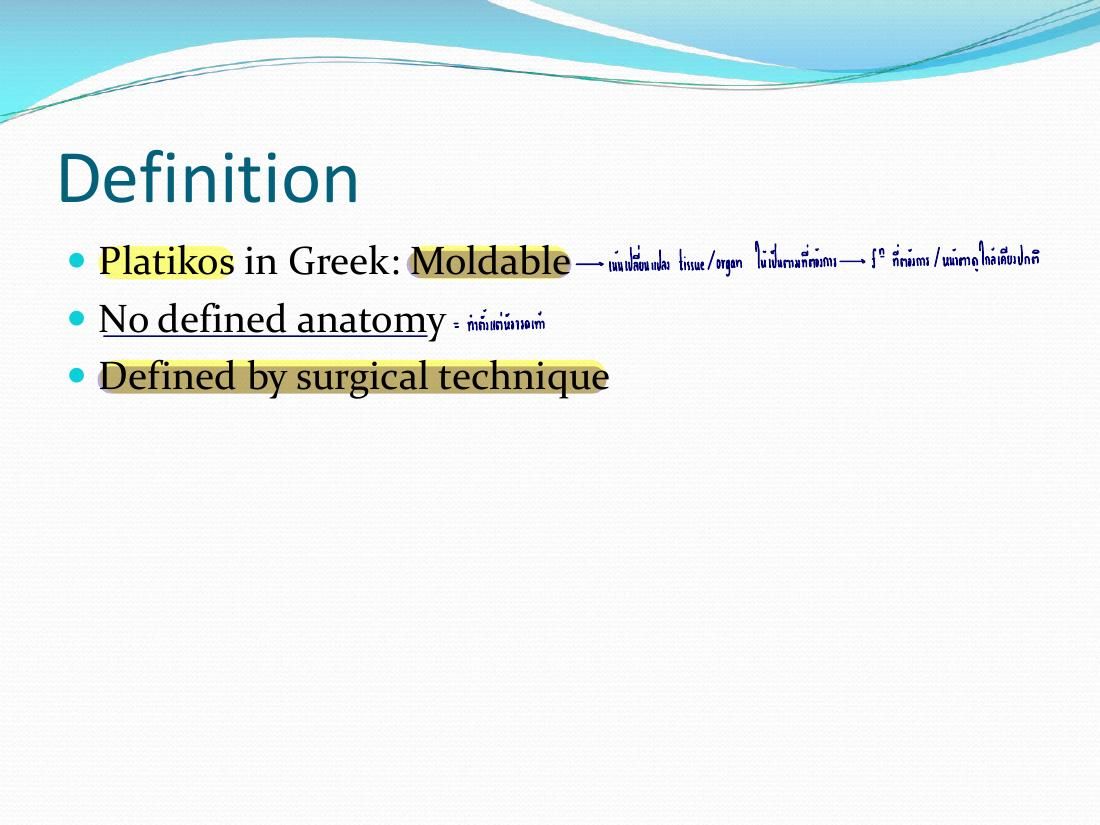 Definition
Platikos in Greek: Moldable → เน้นเปลี่ยนแปลง tissue/organ ให้เป็นตามที่ต้องการ → fⁿ ที่ต้องการ/หน้าตาดูใกล้เคียงปกติ
No defined anatomy = ทำตั้งแต่หัวจรดเท้า
Defined by surgical technique